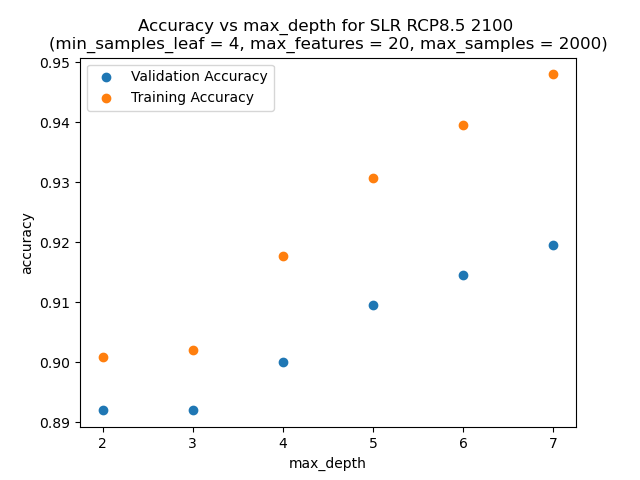 Accuracy vs max_depth for SLR RCP8.5 2100
(min_samples_leaf = 4, max_features = 20, max_samples = 2000)
Validation Accuracy
Training Accuracy
0.95
0.94
0.93
0.92
0.91
0.90
0.89
accuracy
2 3 4 5 6 7
max_depth